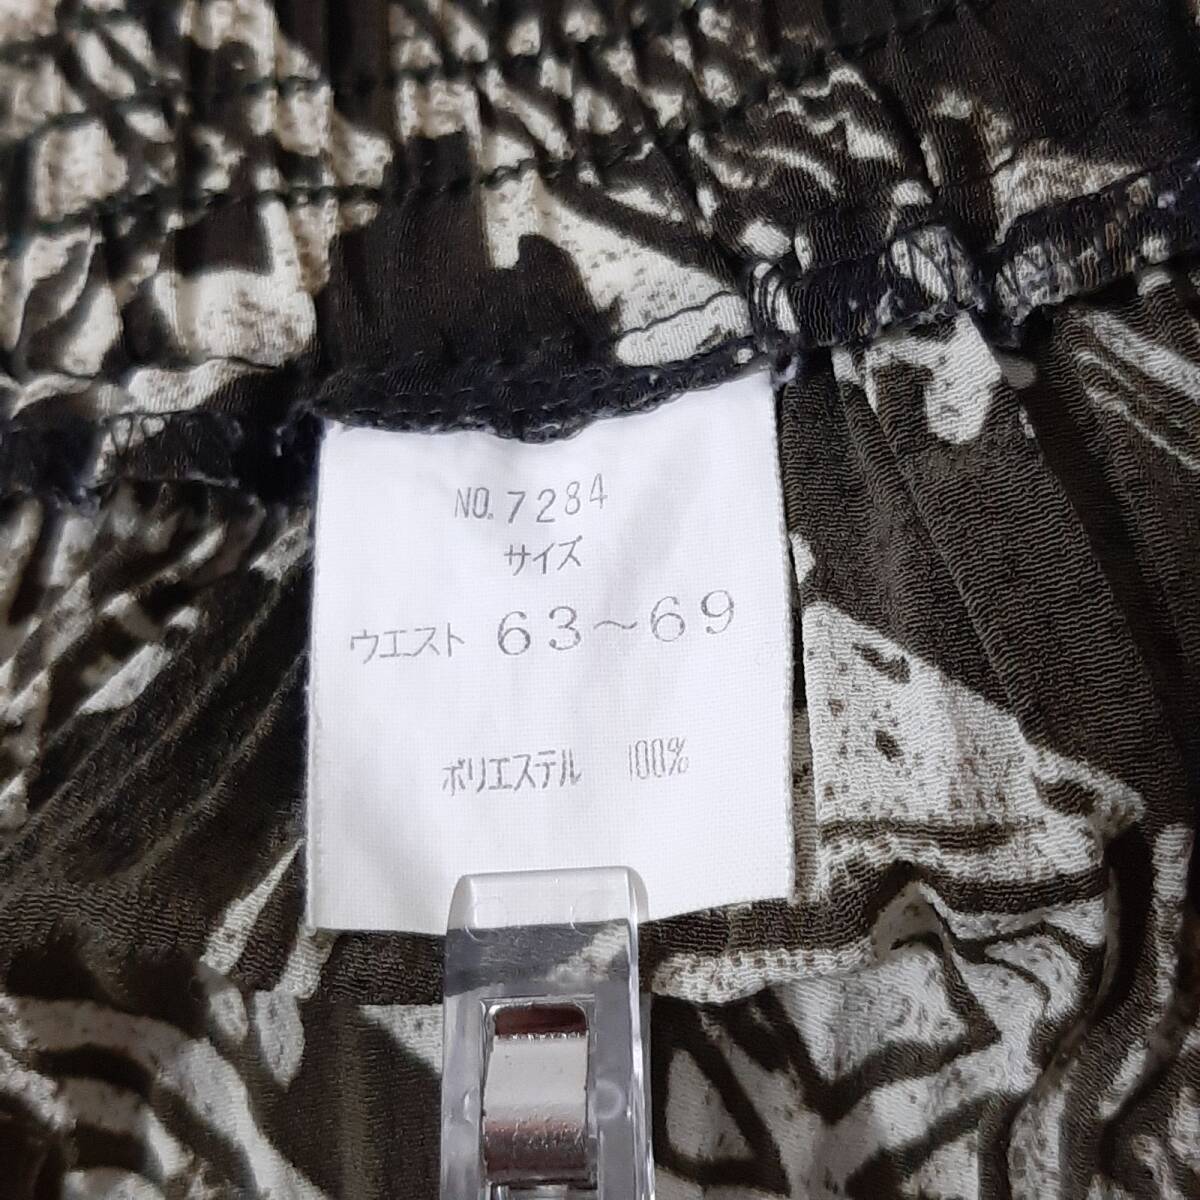 NO.7284
サイズ
ウエスト 63~69
ポリエステル 100%